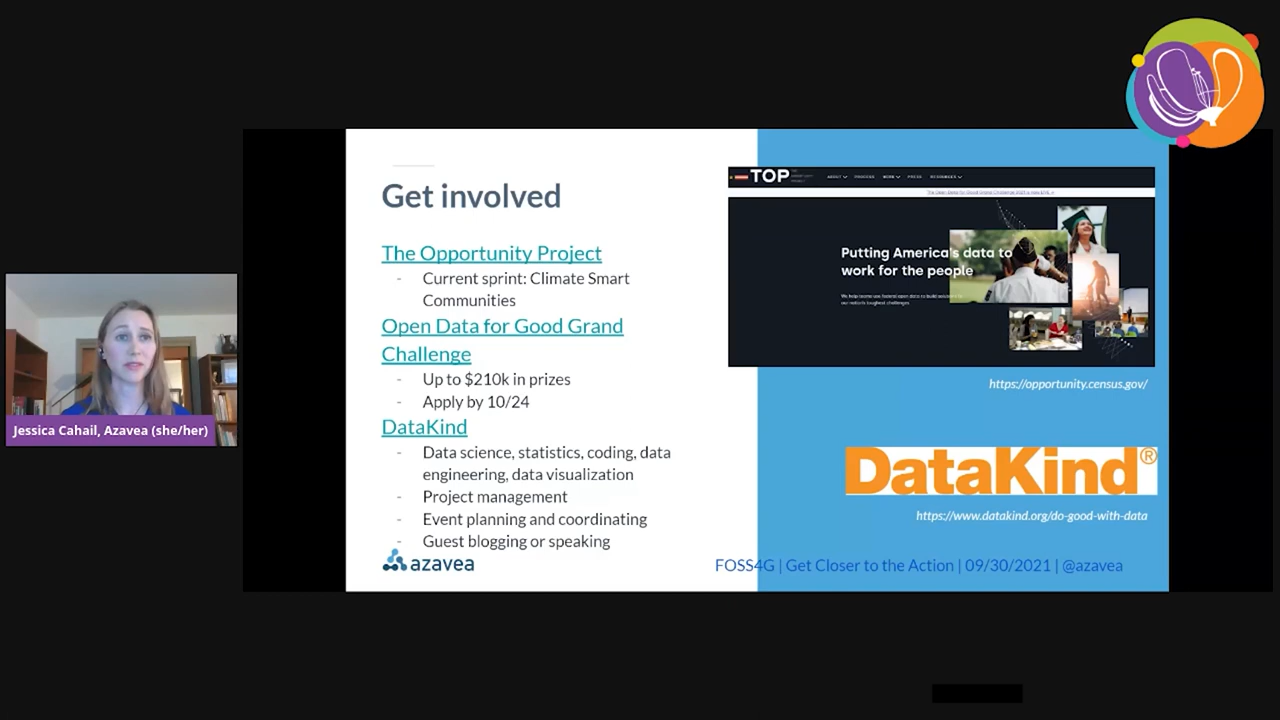 Get involved
The Opportunity Project
- Current sprint: Climate Smart
Communities
Open Data for Good Grand
Challenge
- Up to $210k in prizes
- Apply by 10/24
DataKind
- Data science, statistics, coding, data
engineering, data visualization
- Project management
- Event planning and coordinating
- Guest blogging or speaking
azavea
TOP
Putting America's data to
work for the people
https://opportunity.census.gov/
DataKind®
https://www.datakind.org/do-good-with-data
FOSS4G | Get Closer to the Action | 09/30/2021 | @azavea
Jessica Cahail, Azavea (she/her)